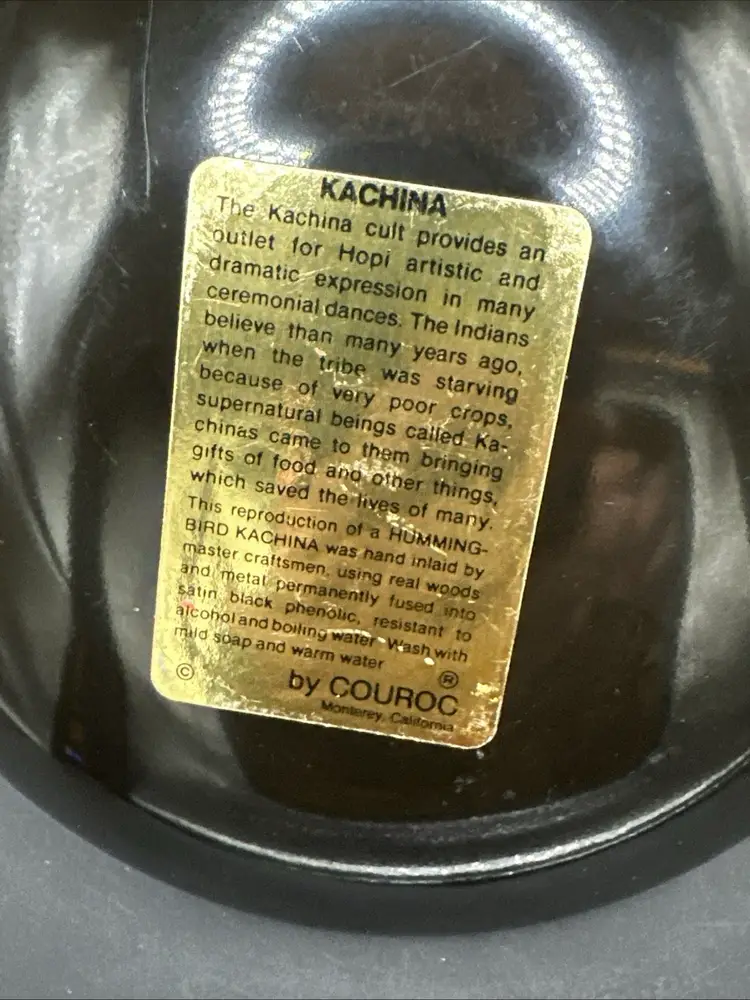 KACHINA
The Kachina cult provides an
outlet for Hopi artistic and
dramatic expression in many
ceremonial dances. The Indians
believe than many years ago,
when the tribe was starving
because of very poor crops,
supernatural beings called Ka-
chinas came to them bringing
gifts of food and other things,
which saved the lives of many.
This reproduction of a HUMMING-
BIRD KACHINA was hand inlaid by
master craftsmen, using real woods
and metal permanently fused into
satin black phenolic, resistant to
alcohol and boiling water. Wash with
mild soap and warm water
© by COUROC ®
Monterey, California